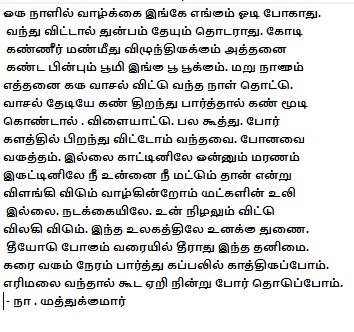 ஒரு நாளில் வாழ்க்கை இங்கே எங்கும் ஓடி போகாது.
வந்து விட்டால் துன்பம் தேயும் தொடராது. கோடி
கண்ணீர் மண்மீது விழுந்திருக்கும் அத்தனை
கண்ட பின்பும் பூமி இங்கு பூ பூக்கும். மறு நாளும்
எத்தனை கரு வாசல் விட்டு வந்த நாள் தொட்டு.
வாசல் தேடியே கண் திறந்து பார்த்தால் கண் மூடி
கொண்டால் . விளையாட்டு. பல கூத்து. போர்
களத்தில் பிறந்து விட்டோம் வந்தவை. போனவை
வருத்தம். இல்லை காட்டினிலே ஒன்னும் மரணம்
இருட்டினிலே நீ உன்னை நீ மட்டும் தான் என்று
விளங்கி விடும் வாழ்கின்றோம் மட்களின் உலி
இல்லை. நடக்கையிலே. உன் நிழலும் விட்டு
விலகி விடும். இந்த உலகத்திலே உனக்கு துணை.
தீயோடு போகும் வரையில் தீராது இந்த தனிமை.
கரை வரும் நேரம் பார்த்து கப்பலில் காத்திருப்போம்.
எரிமலை வந்தால் கூட ஏறி நின்று போர் தொடுப்போம்.
- நா . முத்துக்குமார்